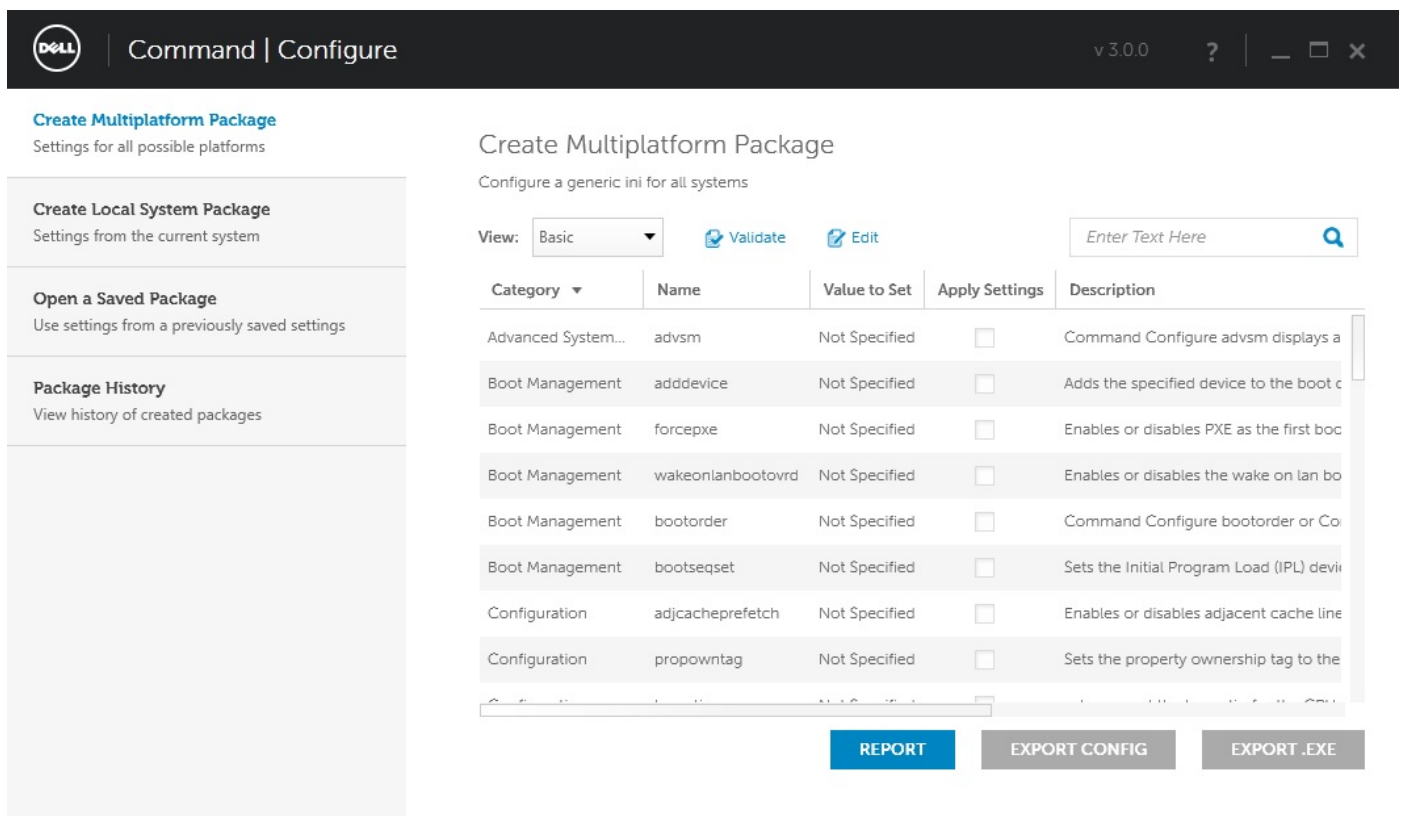 DELL Command | Configure v 3.0.0 ?
Create Multiplatform Package
Settings for all possible platforms
Create Local System Package
Settings from the current system
Open a Saved Package
Use settings from a previously saved settings
Package History
View history of created packages
Create Multiplatform Package
Configure a generic ini for all systems
View: Basic Validate Edit Enter Text Here
Category Name Value to Set Apply Settings Description
Advanced System... advsm Not Specified Command Configure advsm displays a
Boot Management adddevice Not Specified Adds the specified device to the boot
Boot Management forcepxe Not Specified Enables or disables PXE as the first
Boot Management wakeonlanbootovrd Not Specified Enables or disables the wake on lan bo
Boot Management bootorder Not Specified Command Configure bootorder or
Boot Management bootseqset Not Specified Sets the Initial Program Load (IPL)
Configuration adjcacheprefetch Not Specified Enables or disables adjacent cache line
Configuration propowntag Not Specified Sets the property ownership tag to the
REPORT EXPORT CONFIG EXPORT .EXE